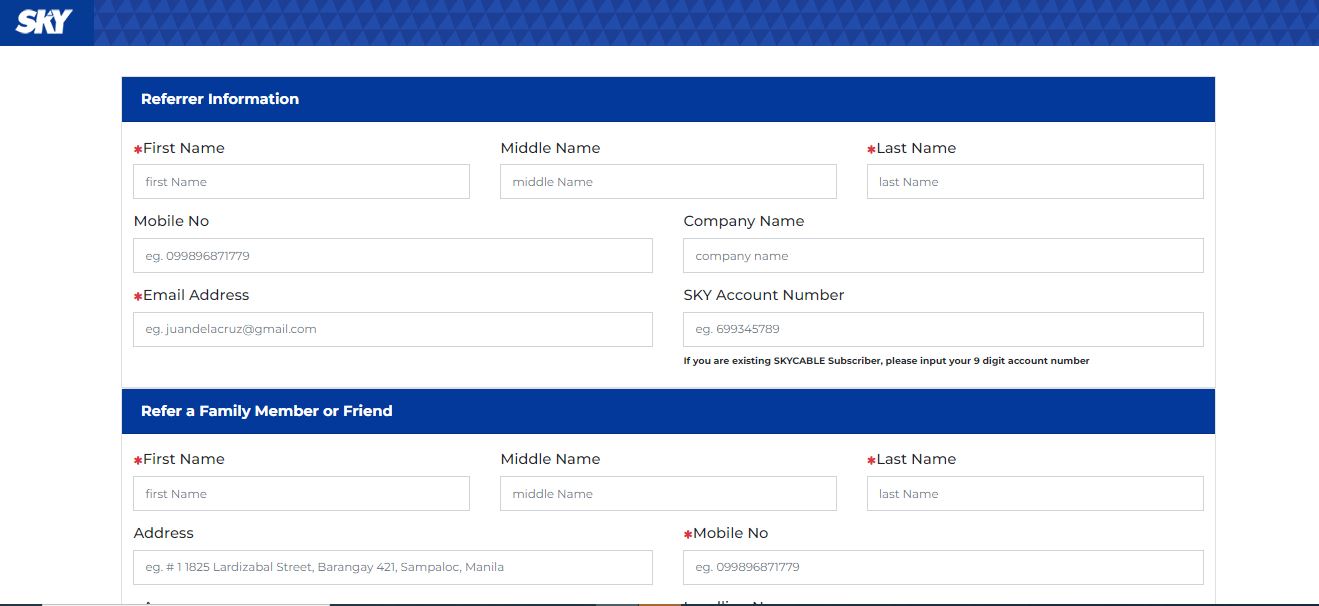 SKY
Referrer Information
*First Name Middle Name *Last Name
first Name middle Name last Name
Mobile No Company Name
eg. 099896871779 company name
*Email Address SKY Account Number
eg. juandelacruz@gmail.com eg. 699345789
If you are existing SKYCABLE Subscriber, please input your 9 digit account number
Refer a Family Member or Friend
*First Name Middle Name *Last Name
first Name middle Name last Name
Address *Mobile No
eg. # 1 1825 Lardizabal Street, Barangay 421, Sampaloc, Manila eg. 099896871779